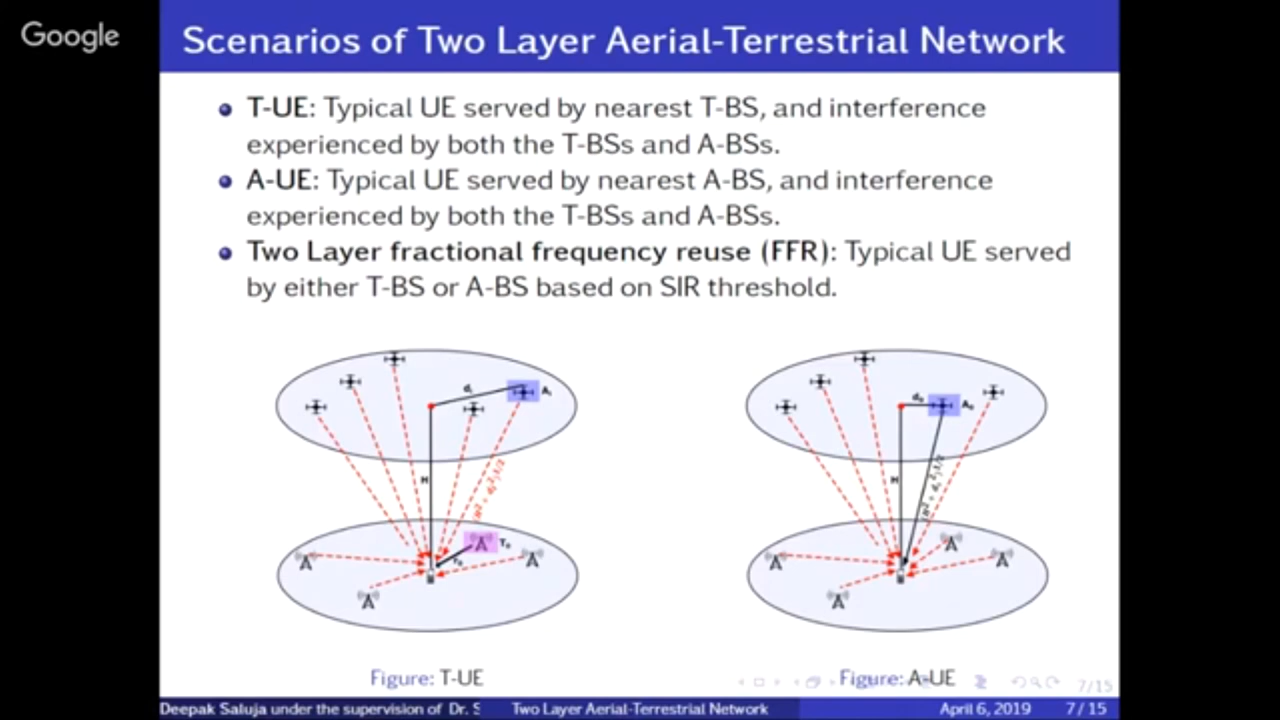 Google
Scenarios of Two Layer Aerial-Terrestrial Network
T-UE: Typical UE served by nearest T-BS, and interference
experienced by both the T-BSs and A-BSs.
A-UE: Typical UE served by nearest A-BS, and interference
experienced by both the T-BSs and A-BSs.
Two Layer fractional frequency reuse (FFR): Typical UE served
by either T-BS or A-BS based on SIR threshold.
H
H
Figure: T-UE
Figure: A-UE
7/15
Deepak Saluja under the supervision of Dr. S
Two Layer Aerial-Terrestrial Network
April 6, 2019
7 / 15